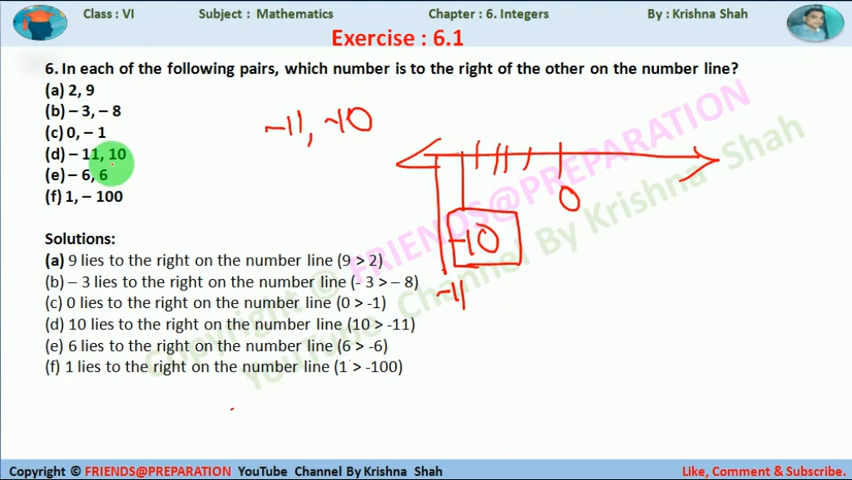 Class : VI Subject : Mathematics Chapter : 6. Integers By : Krishna Shah
Exercise : 6.1
6. In each of the following pairs, which number is to the right of the other on the number line?
(a) 2, 9
(b) – 3, – 8
(c) 0, – 1
(d) – 11, 10
(e) – 6, 6
(f) 1, – 100
-11, -10
0
-10
-11
Solutions:
(a) 9 lies to the right on the number line (9 > 2)
(b) – 3 lies to the right on the number line (- 3 > – 8)
(c) 0 lies to the right on the number line (0 > -1)
(d) 10 lies to the right on the number line (10 > -11)
(e) 6 lies to the right on the number line (6 > -6)
(f) 1 lies to the right on the number line (1 > -100)
Copyright © FRIENDS@PREPARATION
YouTube Channel By Krishna Shah
Copyright © FRIENDS@PREPARATION YouTube Channel By Krishna Shah Like, Comment & Subscribe.